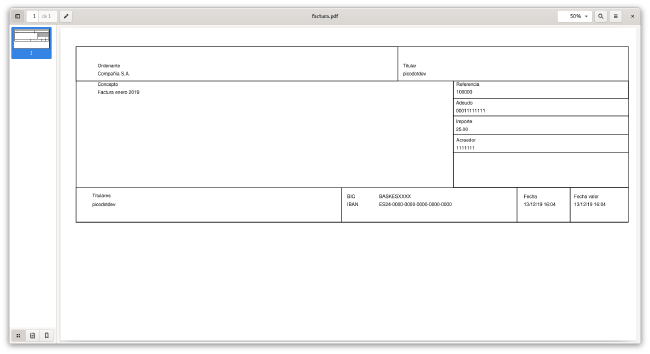 1 de 1
factura.pdf
50%
1
Ordenante
Compañía S.A.
Titular
picodotdev
Concepto
Factura enero 2019
Referencia
100000
Adeudo
00011111111
Importe
25.00
Acreedor
1111111
Titulares
picodotdev
BIC BASKESXXXX
IBAN ES24-0000-0000-0000-0000-0000
Fecha
13/12/19 16:04
Fecha valor
13/12/19 16:04